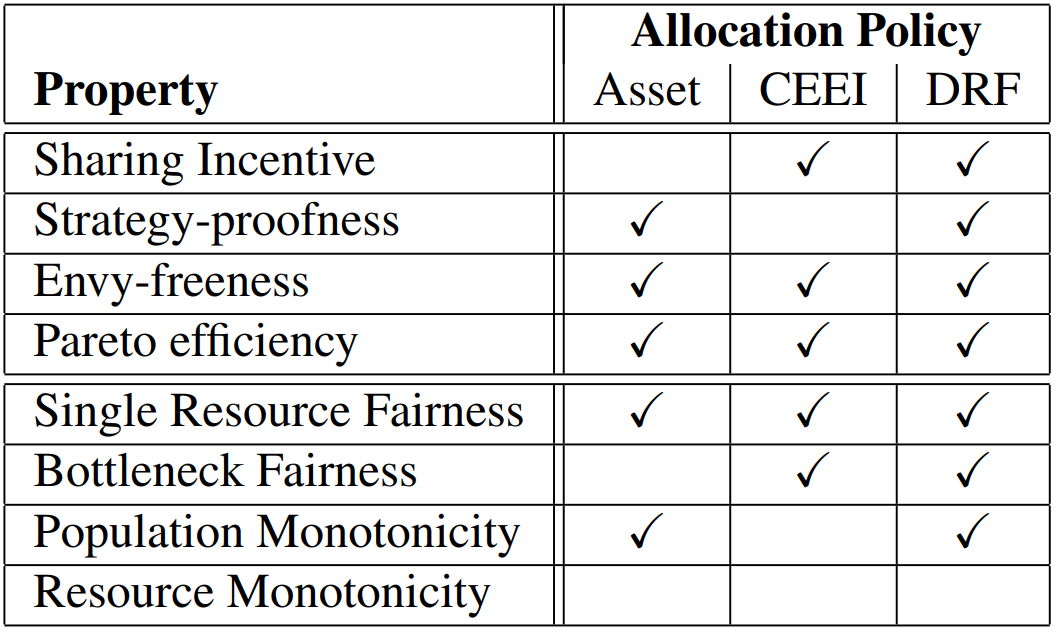 Allocation Policy
Property Asset CEEI DRF
Sharing Incentive ✓ ✓
Strategy-proofness ✓ ✓
Envy-freeness ✓ ✓ ✓
Pareto efficiency ✓ ✓ ✓
Single Resource Fairness ✓ ✓ ✓
Bottleneck Fairness ✓ ✓
Population Monotonicity ✓ ✓
Resource Monotonicity